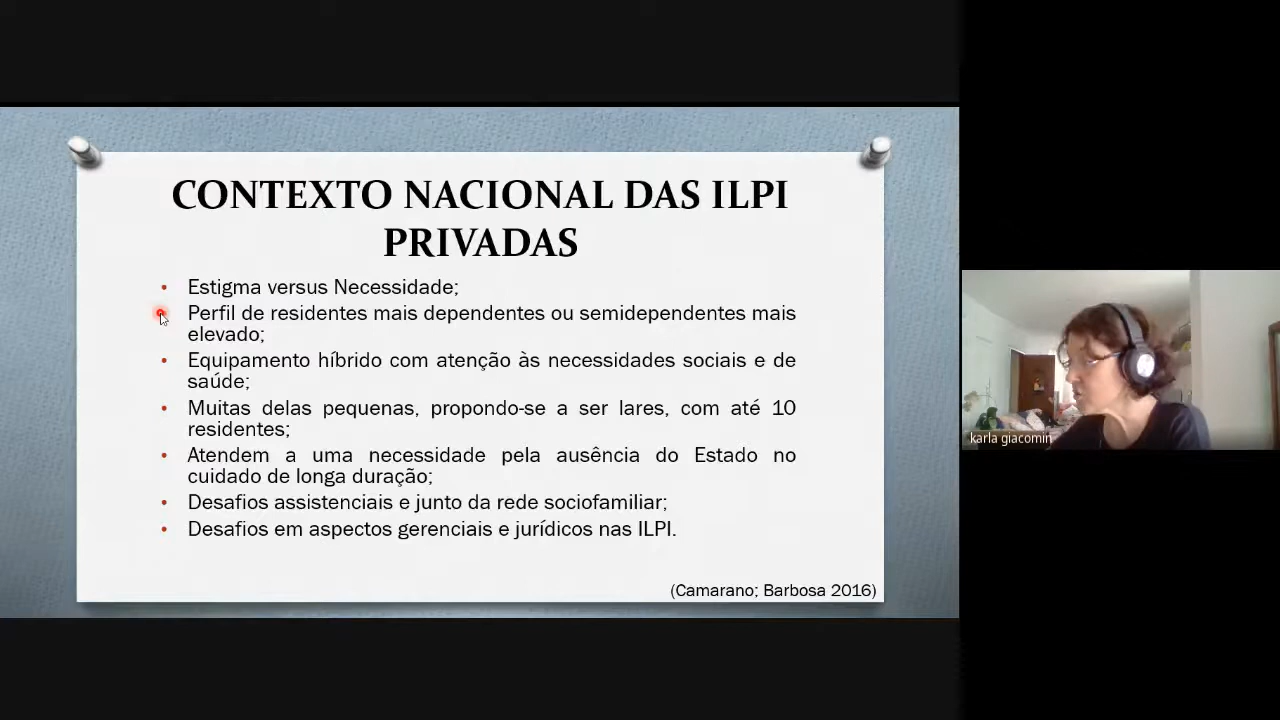 CONTEXTO NACIONAL DAS ILPI
PRIVADAS
• Estigma versus Necessidade;
• Perfil de residentes mais dependentes ou semidependentes mais
elevado;
• Equipamento híbrido com atenção às necessidades sociais e de
saúde;
• Muitas delas pequenas, propondo-se a ser lares, com até 10
residentes;
• Atendem a uma necessidade pela ausência do Estado no
cuidado de longa duração;
• Desafios assistenciais e junto da rede sociofamiliar;
• Desafios em aspectos gerenciais e jurídicos nas ILPI.
(Camarano; Barbosa 2016)
karla giacomin